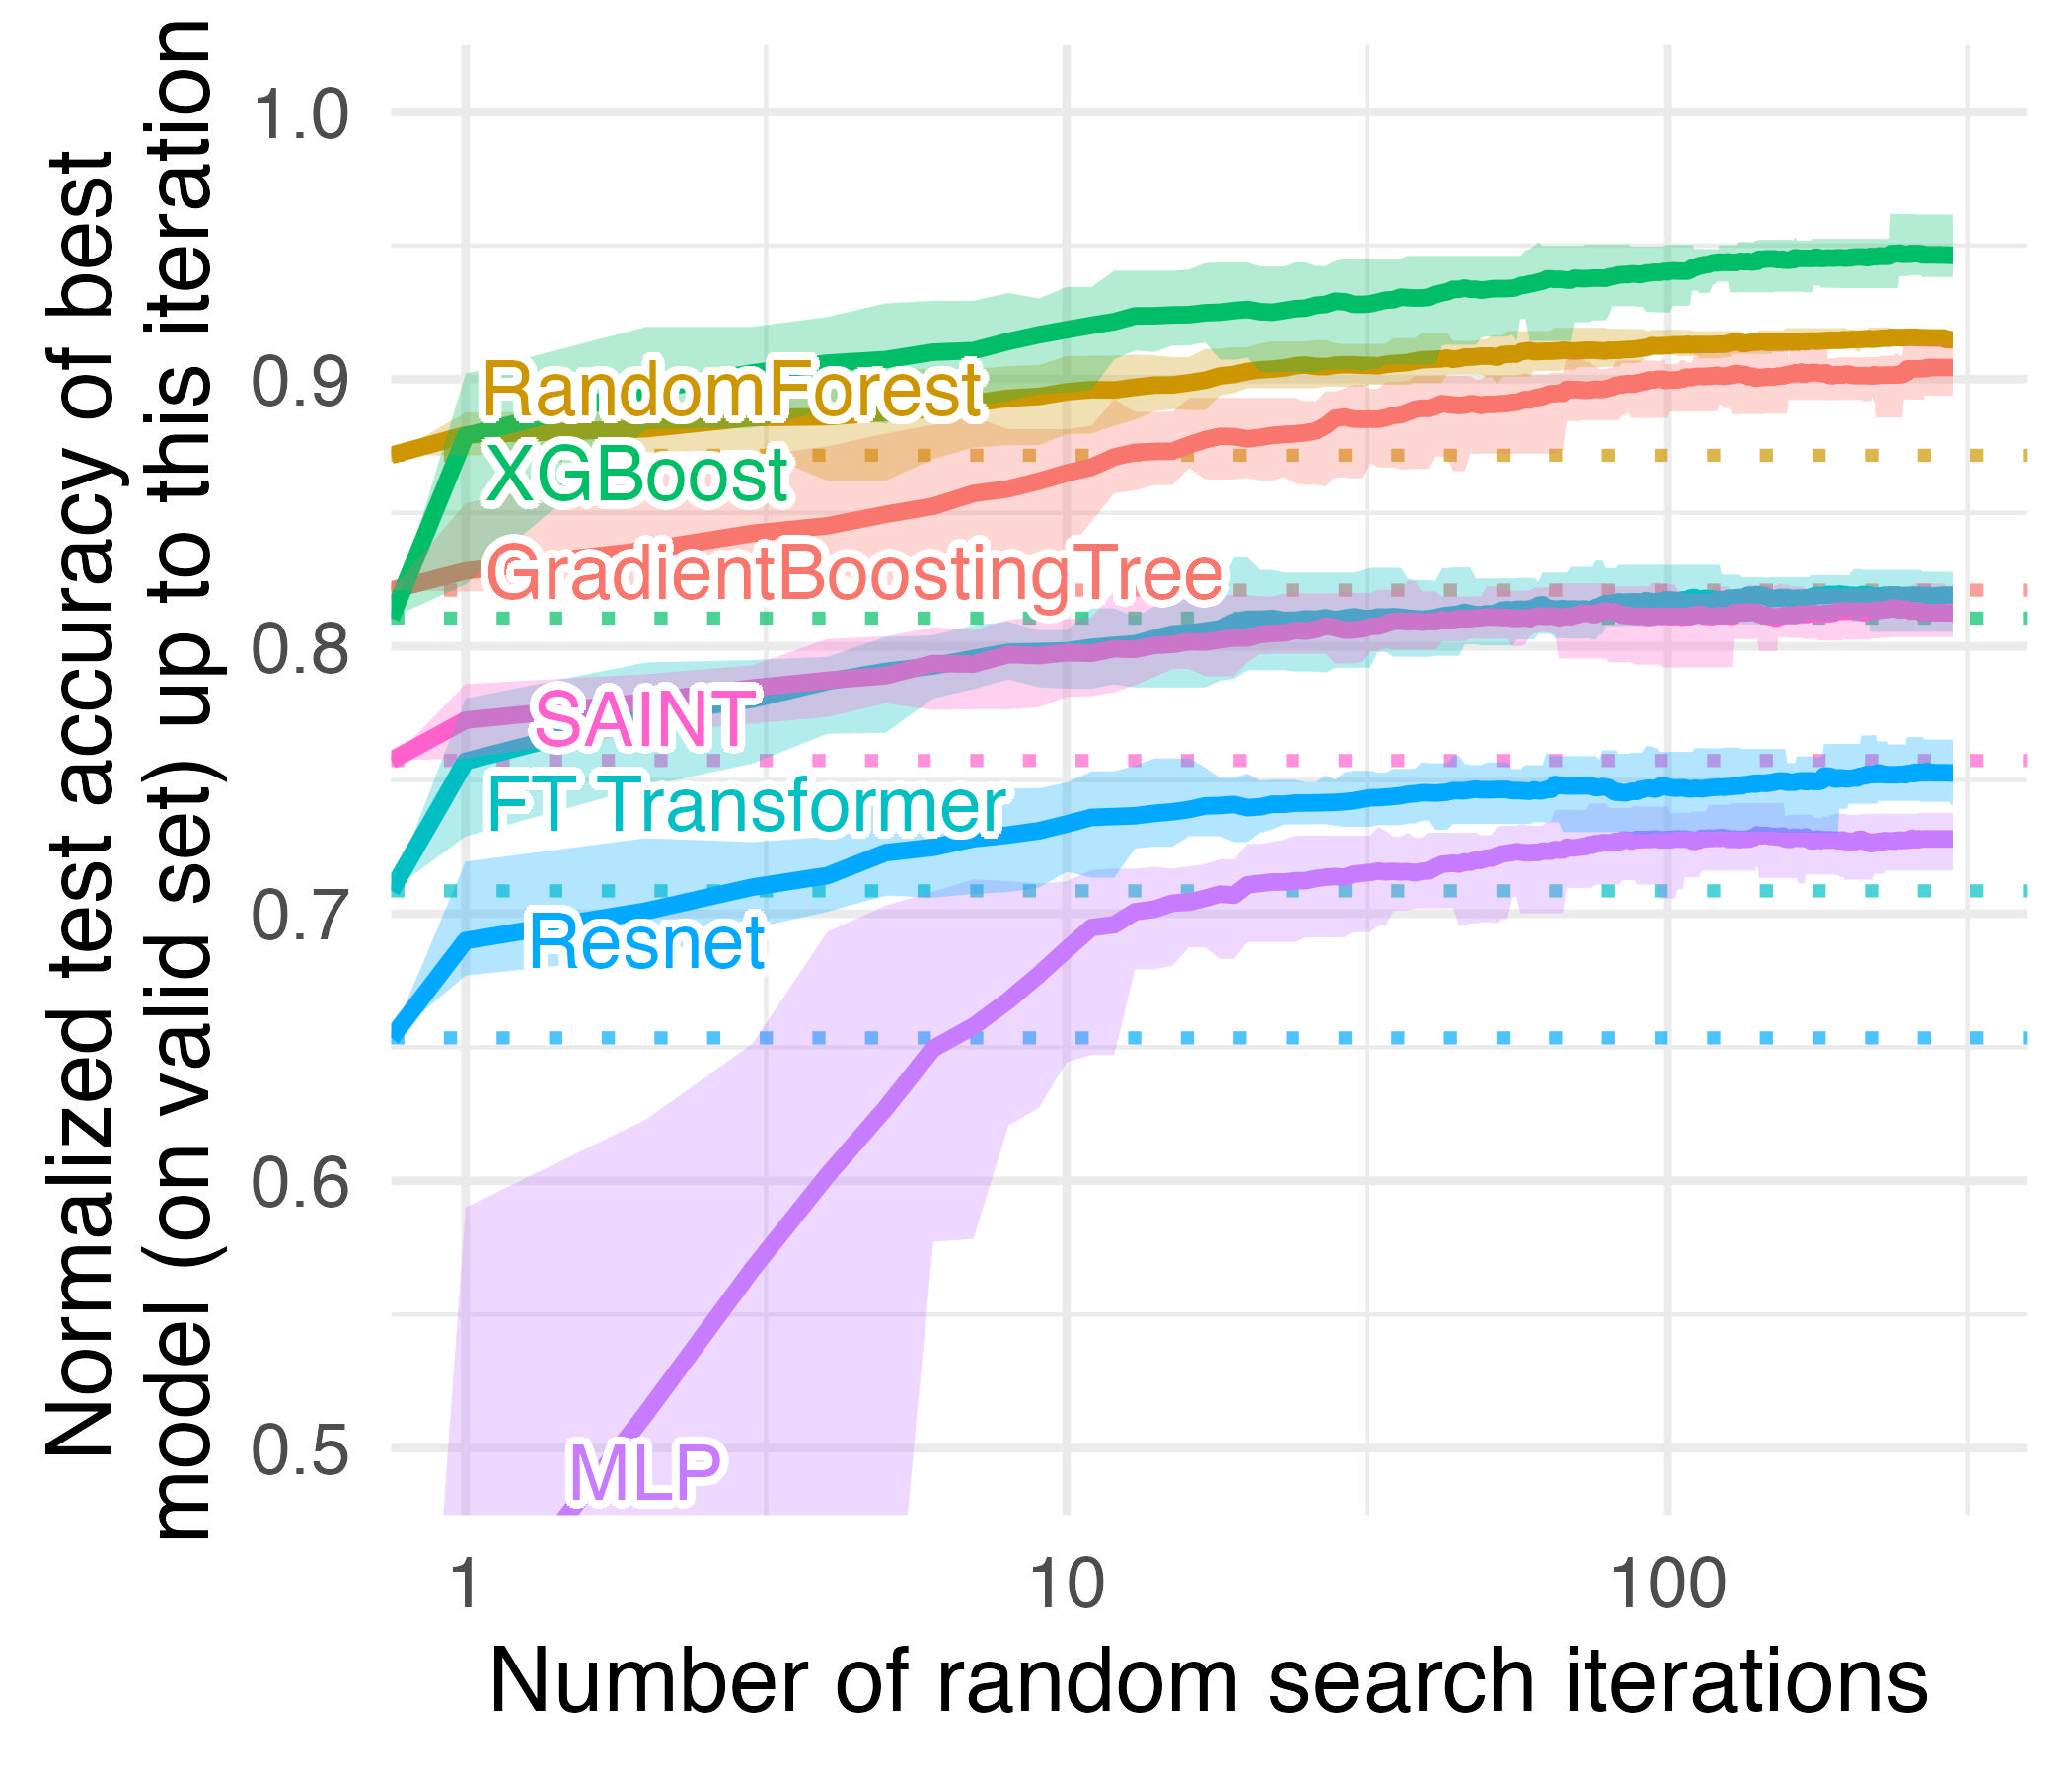 Normalized test accuracy of best
model (on valid set) up to this iteration
1.0
0.9
0.8
0.7
0.6
0.5
RandomForest
XGBoost
GradientBoostingTree
SAINT
FT Transformer
Resnet
MLP
1
10
100
Number of random search iterations